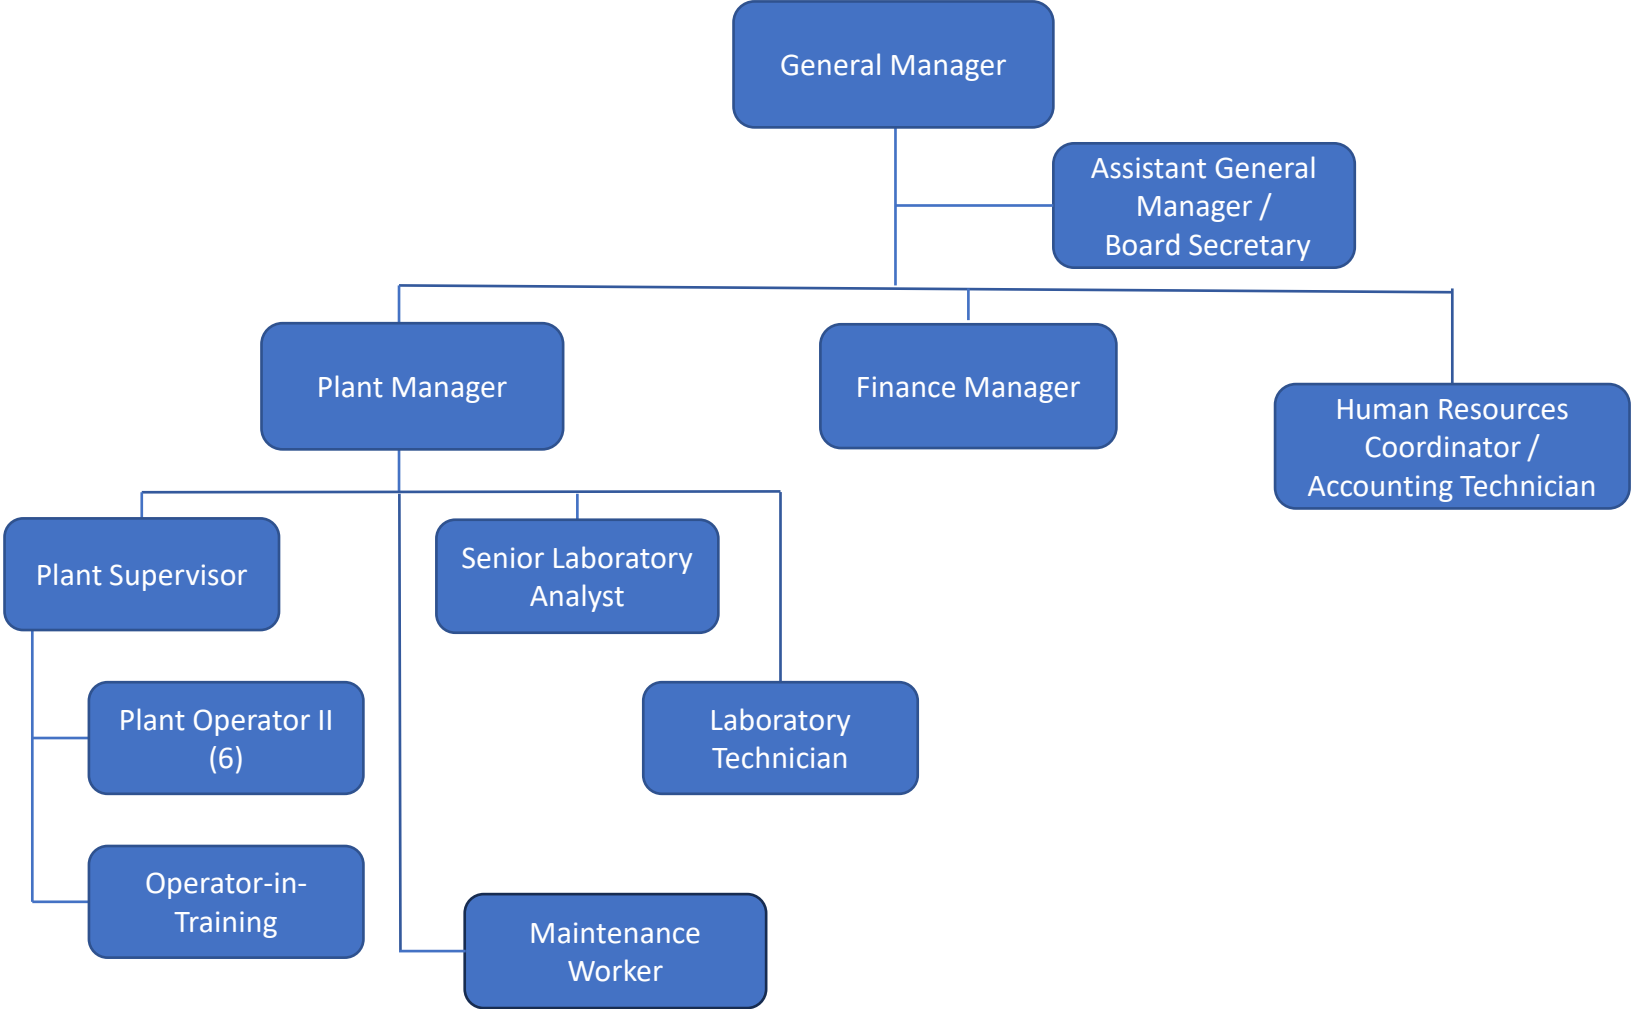 General Manager
Assistant General
Manager /
Board Secretary
Plant Manager
Finance Manager
Human Resources
Coordinator /
Accounting Technician
Plant Supervisor
Senior Laboratory
Analyst
Plant Operator II
(6)
Laboratory
Technician
Operator-in-
Training
Maintenance
Worker